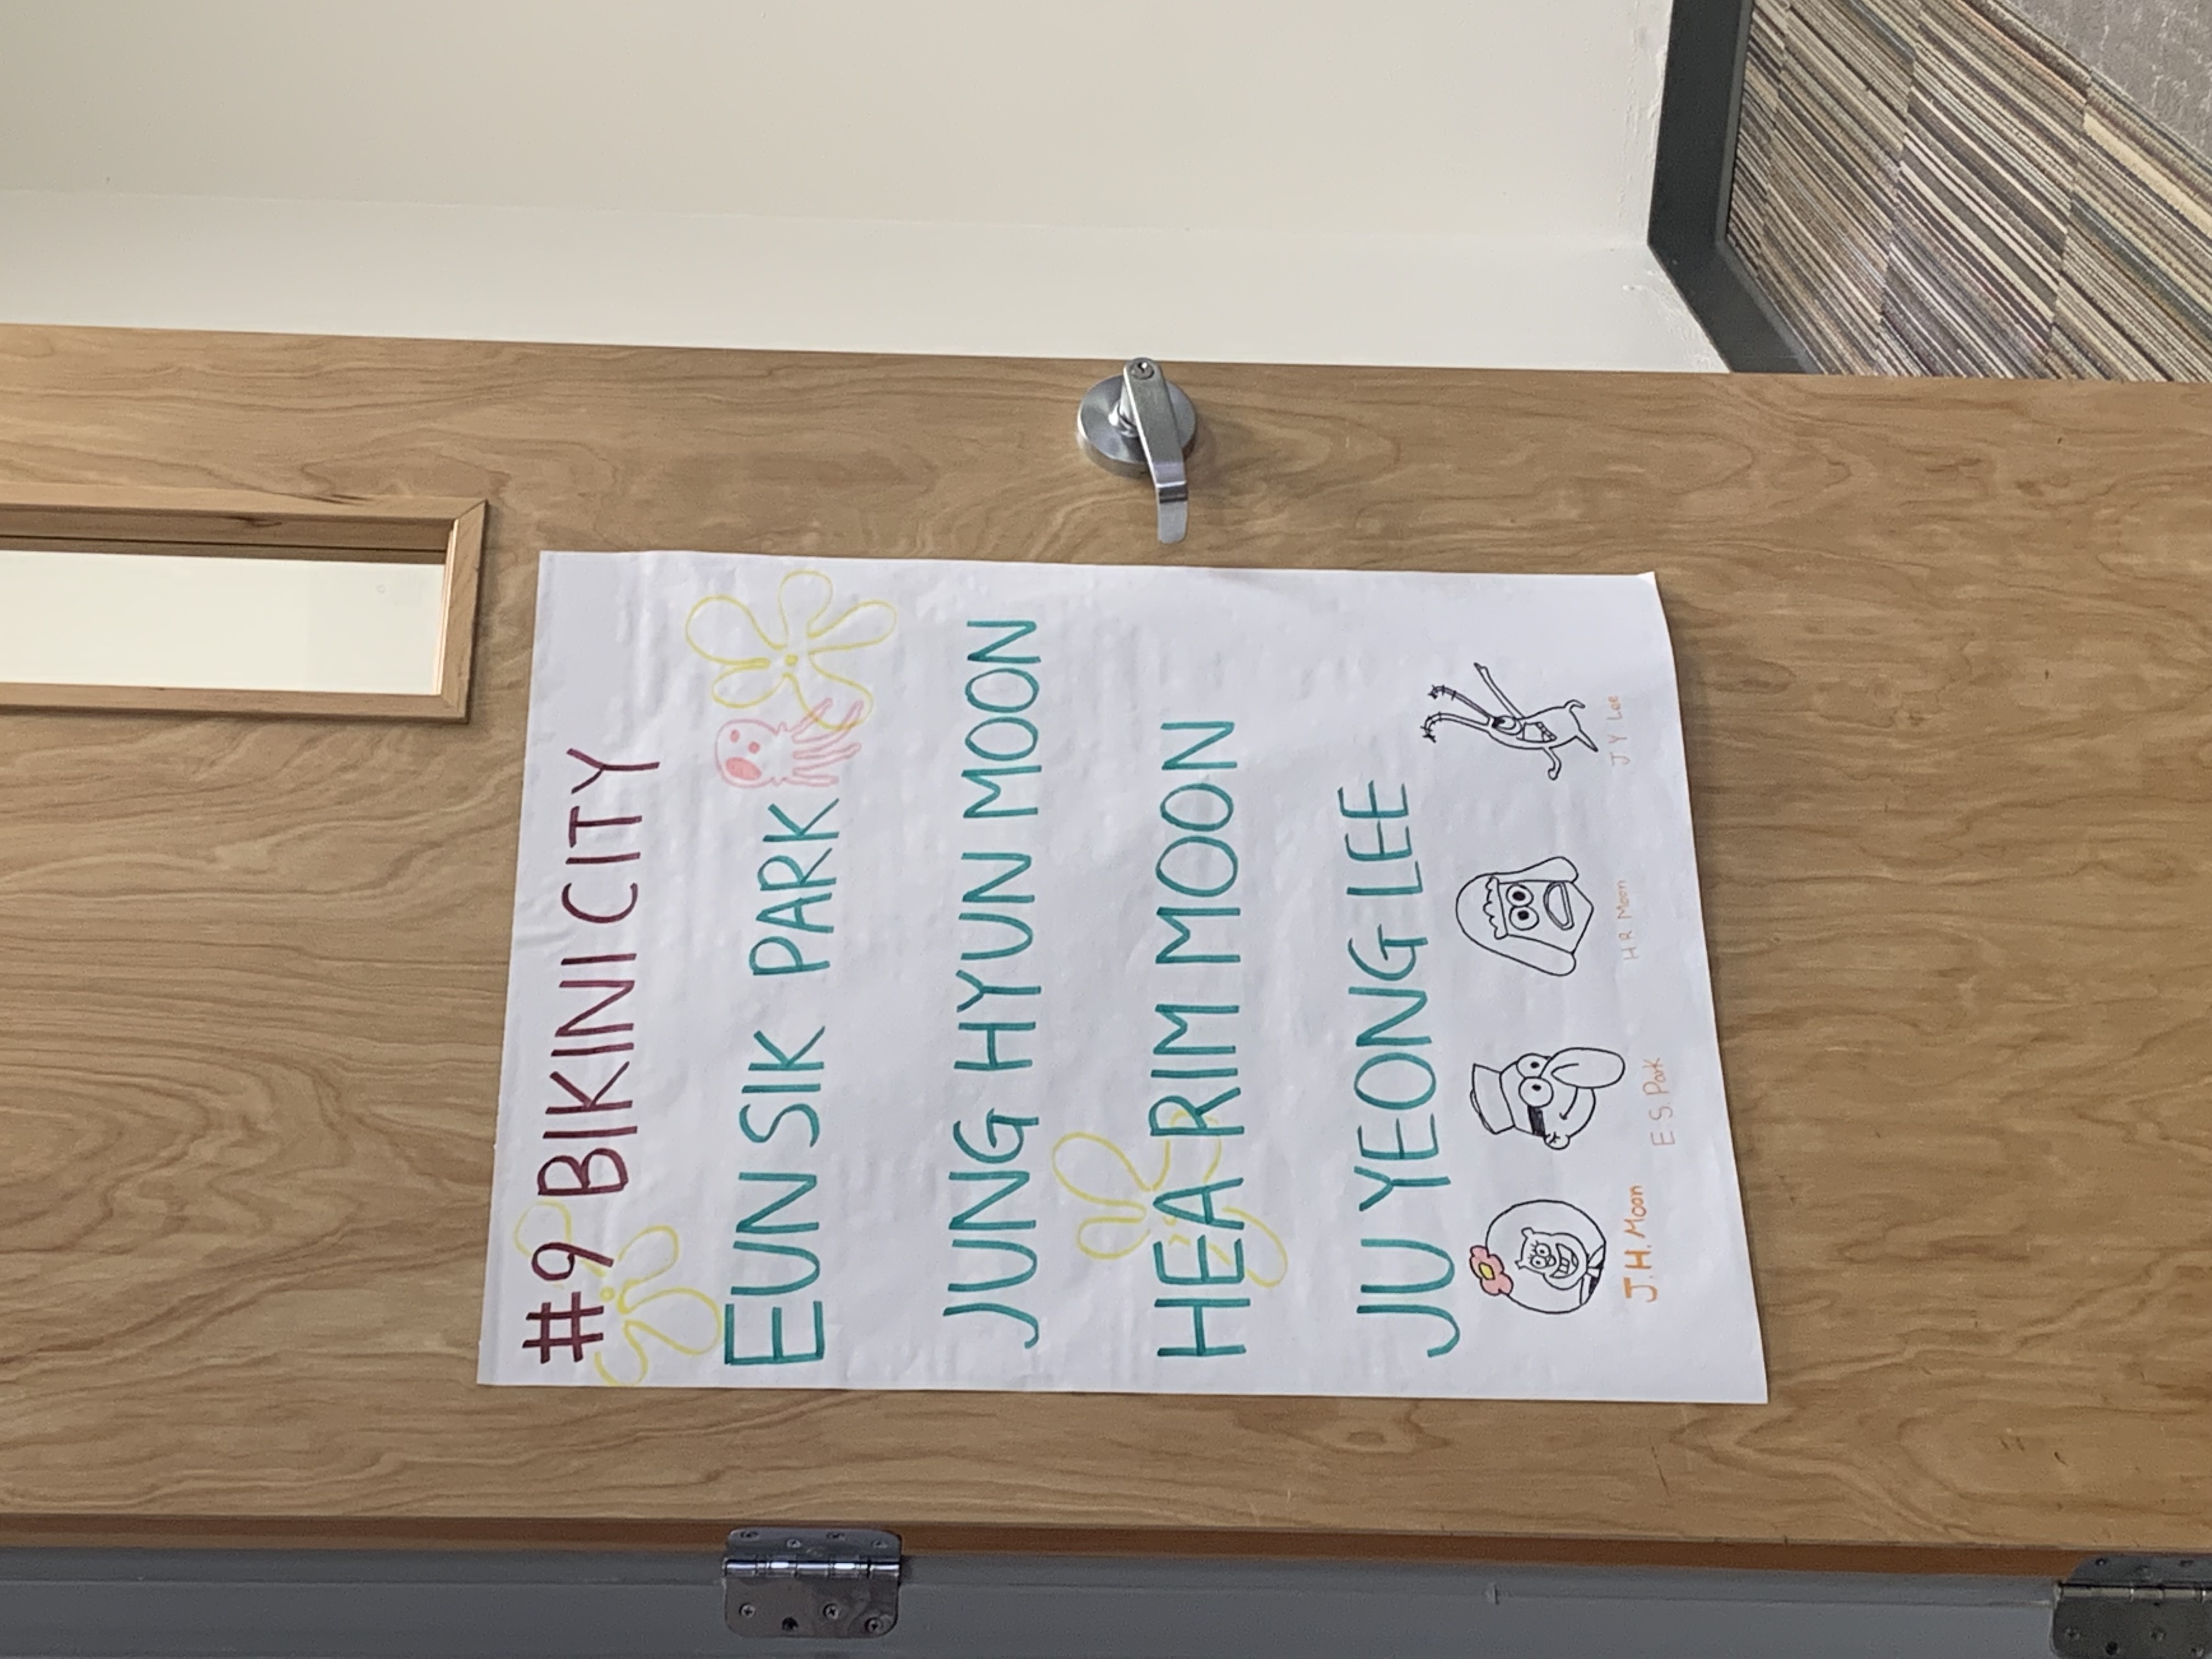 #9 BIKINI CITY
EUN SIK PARK
JUNG HYUN MOON
HEA RIM MOON
JU YEONG LEE
J.H. Moon
E. S. Park
H R Moon
J Y Lee